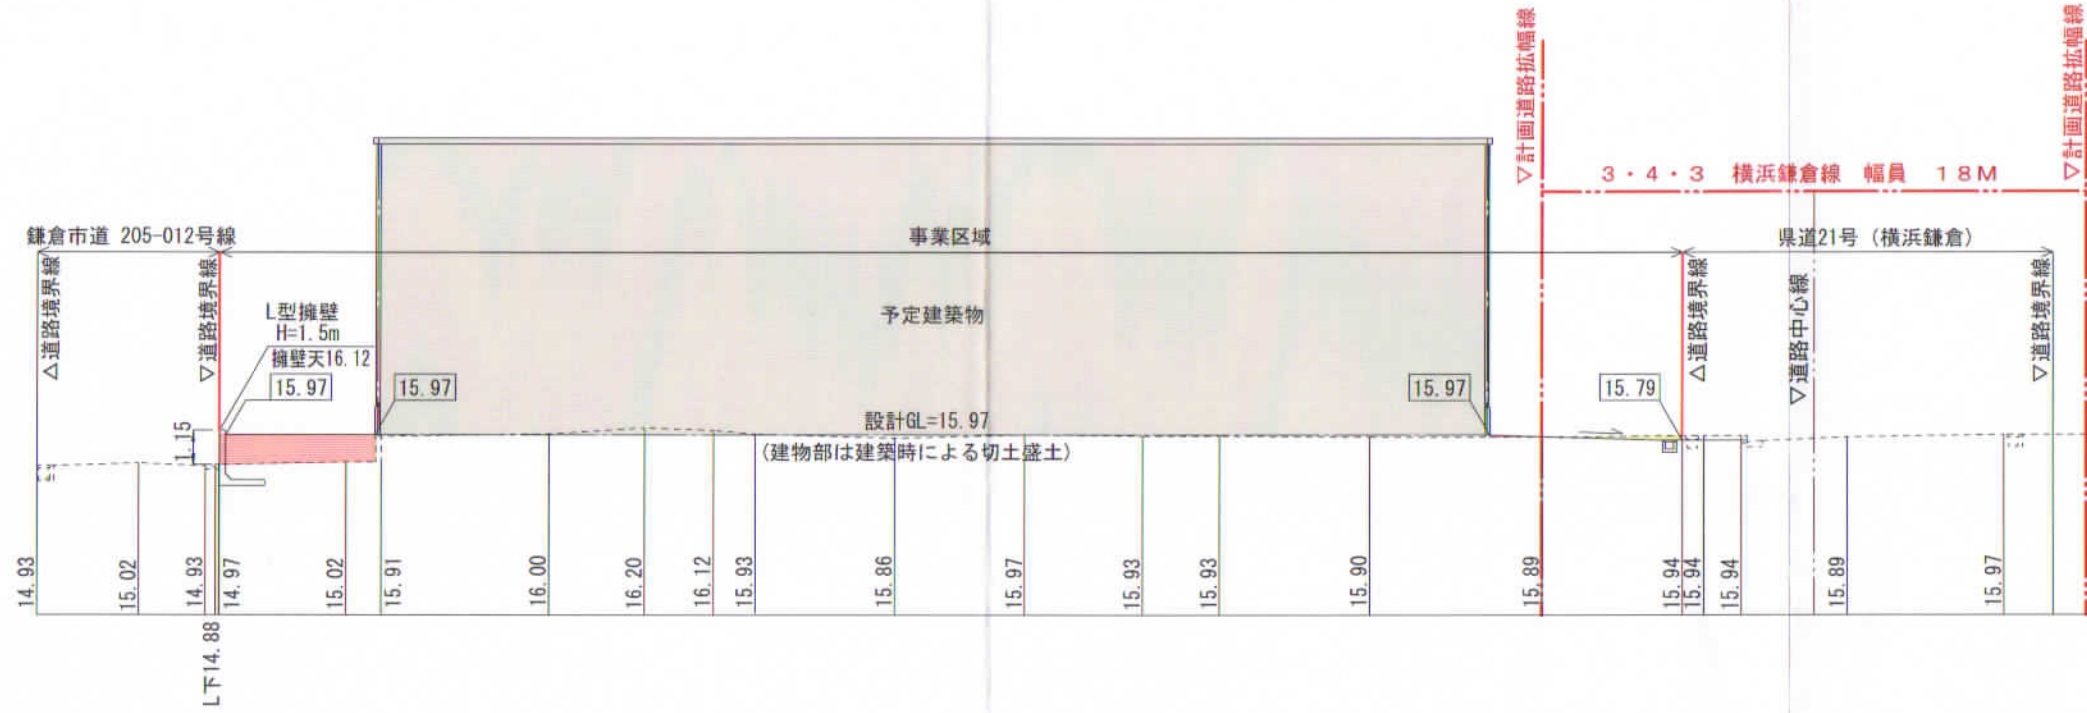 ▽計画道路拡幅線
▽計画道路拡幅線
3・4・3 横浜鎌倉線 幅員 18M
鎌倉市道 205-012号線
事業区域
県道21号（横浜鎌倉）
△道路境界線
▽道路境界線
L型擁壁
H=1.5m
擁壁天16.12
15.97
15.97
予定建築物
15.97
15.79
△道路境界線
▽道路中心線
▽道路境界線
1.15
設計GL=15.97
(建物部は建築時による切土盛土)
14.93
15.02
14.93
14.97
15.02
15.91
16.00
16.20
16.12
15.93
15.86
15.97
15.93
15.93
15.90
15.89
15.94
15.94
15.94
15.89
15.97
L下14.88